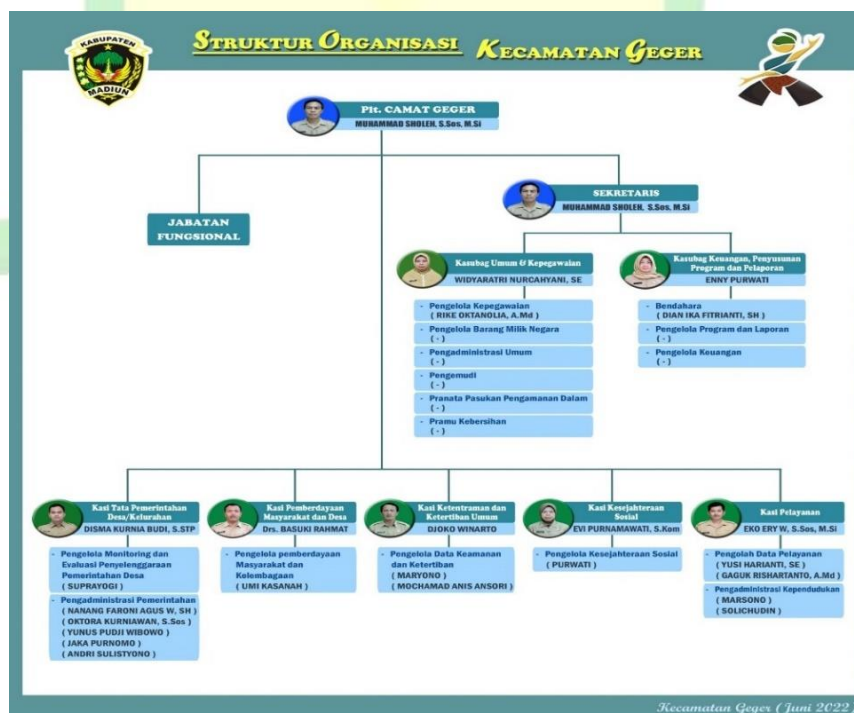 KABUPATEN
MADIUN
STRUKTUR ORGANISASI KECAMATAN GEGER
Plt. CAMAT GEGER
MUHAMMAD SHOLEH, S.Sos, M.Si
JABATAN
FUNGSIONAL
SEKRETARIS
MUHAMMAD SHOLEH, S.Sos, M.Si
Kasubag Umum & Kepegawaian
WIDYARATRI NURCAHYANI, SE
- Pengelola Kepegawaian
( RIKE OKTANOLIA, A.Md )
- Pengelola Barang Milik Negara
( - )
- Pengadministrasi Umum
( - )
- Pengemudi
( - )
- Pranata Pasukan Pengamanan Dalam
( - )
- Pramu Kebersihan
( - )
Kasubag Keuangan, Penyusunan
Program dan Pelaporan
ENNY PURWATI
- Bendahara
( DIAN IKA FITRIANTI, SH )
- Pengelola Program dan Laporan
( - )
- Pengelola Keuangan
( - )
Kasi Tata Pemerintahan
Desa/Kelurahan
DISMA KURNIA BUDI, S.STP
- Pengelola Monitoring dan
Evaluasi Penyelenggaraan
Pemerintahan Desa
( SUPRAYOGI )
- Pengadministrasi Pemerintahan
( NANANG FARONI AGUS W, SH )
( OKTORA KURNIAWAN, S.Sos )
( YUNUS PUDJI WIBOWO )
( JAKA PURNOMO )
( ANDRI SULISTYONO )
Kasi Pemberdayaan
Masyarakat dan Desa
Drs. BASUKI RAHMAT
- Pengelola pemberdayaan
Masyarakat dan
Kelembagaan
( UMI KASANAH )
Kasi Ketentraman dan
Ketertiban Umum
DJOKO WINARTO
- Pengelola Data Keamanan
dan Ketertiban
( MARYONO )
( MOCHAMAD ANIS ANSORI )
Kasi Kesejahteraan
Sosial
EVI PURNAMAWATI, S.Kom
- Pengelola Kesejahteraan Sosial
( PURWATI )
Kasi Pelayanan
EKO ERY W, S.Sos, M.Si
- Pengolah Data Pelayanan
( YUSI HARIANTI, SE )
( GAGUK RISHARTANTO, A.Md )
- Pengadministrasi Kependudukan
( MARSONO )
( SOLICHUDIN )
Kecamatan Geger ( Juni 2022 )